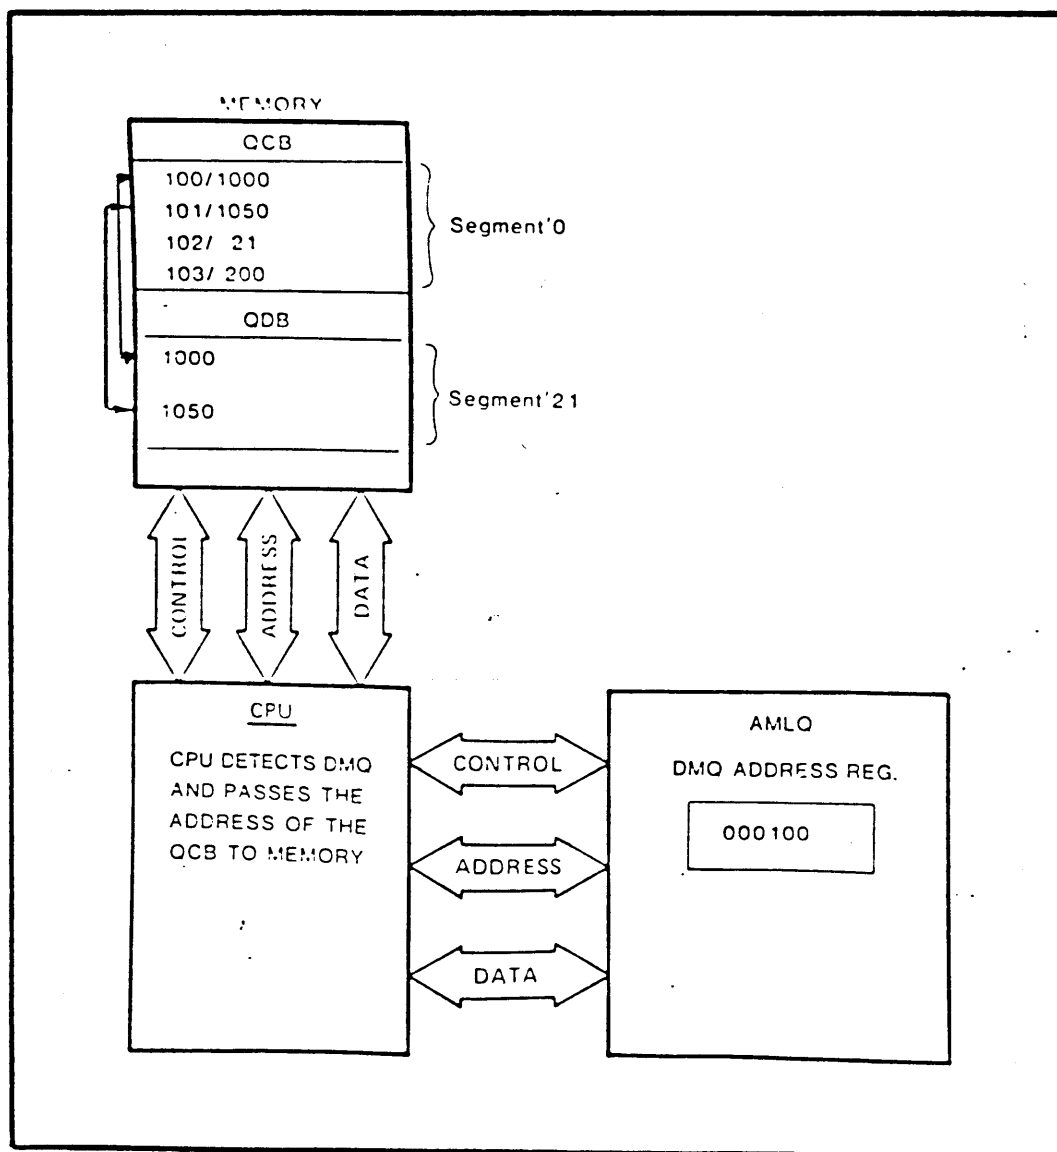 MEMORY
QCB
100/1000
101/1050
102/ 21
103/ 200
Segment'0
QDB
1000
1050
Segment'21
CONTROL
ADDRESS
DATA
CPU
CPU DETECTS DMQ
AND PASSES THE
ADDRESS OF THE
QCB TO MEMORY
CONTROL
ADDRESS
DATA
AMLQ
DMQ ADDRESS REG.
000100